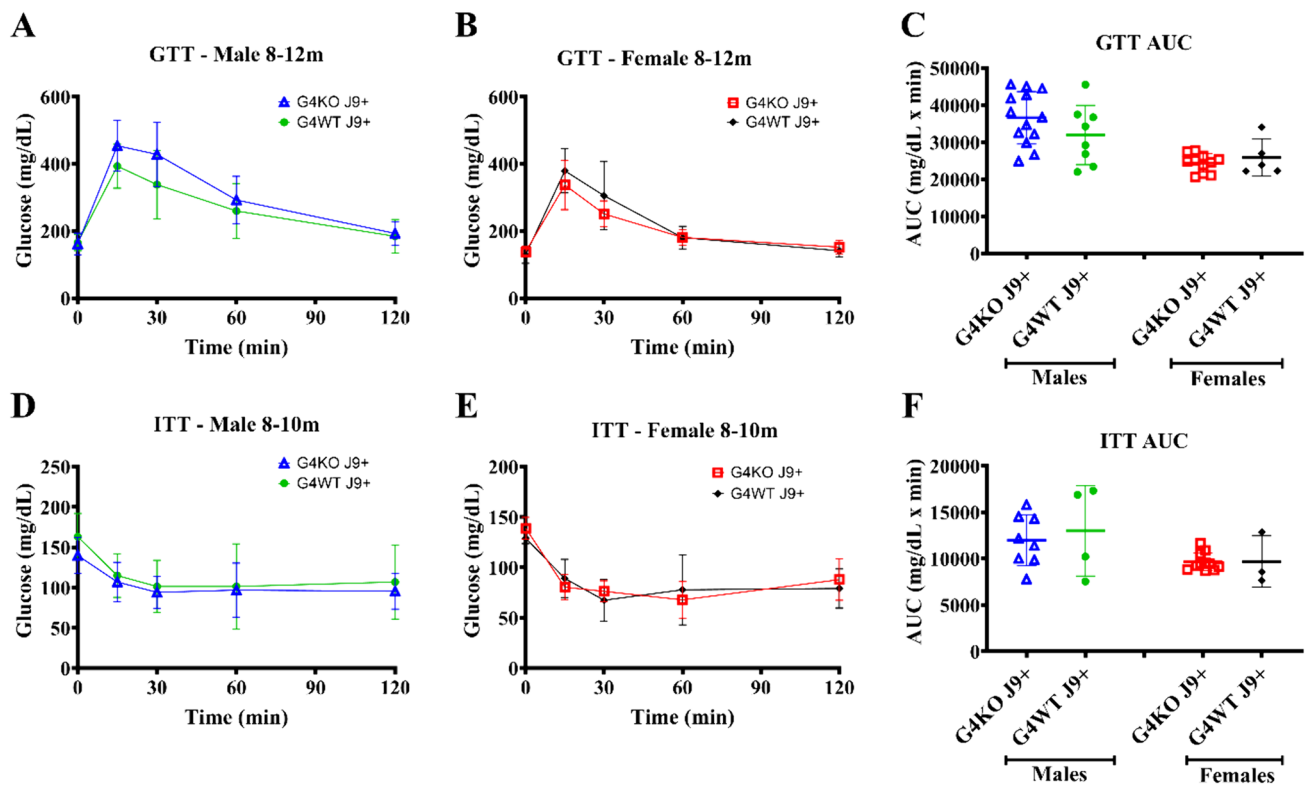 A
GTT - Male 8-12m
G4KO J9+
G4WT J9+
Glucose (mg/dL)
600
400
200
0
0 30 60 90 120
Time (min)
B
GTT - Female 8-12m
G4KO J9+
G4WT J9+
Glucose (mg/dL)
600
400
200
0
0 30 60 90 120
Time (min)
C
GTT AUC
AUC (mg/dL x min)
50000
40000
30000
20000
10000
0
G4KO J9+
G4WT J9+
G4KO J9+
G4WT J9+
Males
Females
D
ITT - Male 8-10m
G4KO J9+
G4WT J9+
Glucose (mg/dL)
250
200
150
100
50
0
0 30 60 90 120
Time (min)
E
ITT - Female 8-10m
G4KO J9+
G4WT J9+
Glucose (mg/dL)
200
150
100
50
0
0 30 60 90 120
Time (min)
F
ITT AUC
AUC (mg/dL x min)
20000
15000
10000
5000
0
G4KO J9+
G4WT J9+
G4KO J9+
G4WT J9+
Males
Females